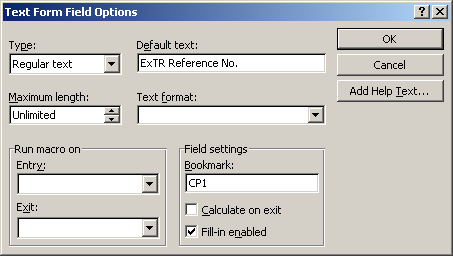 Text Form Field Options
Type:
Default text:
OK
Regular text
ExTR Reference No.
Cancel
Maximum length:
Text format:
Add Help Text...
Unlimited
Run macro on
Field settings
Entry:
Bookmark:
CP1
Exit:
Calculate on exit
Fill-in enabled